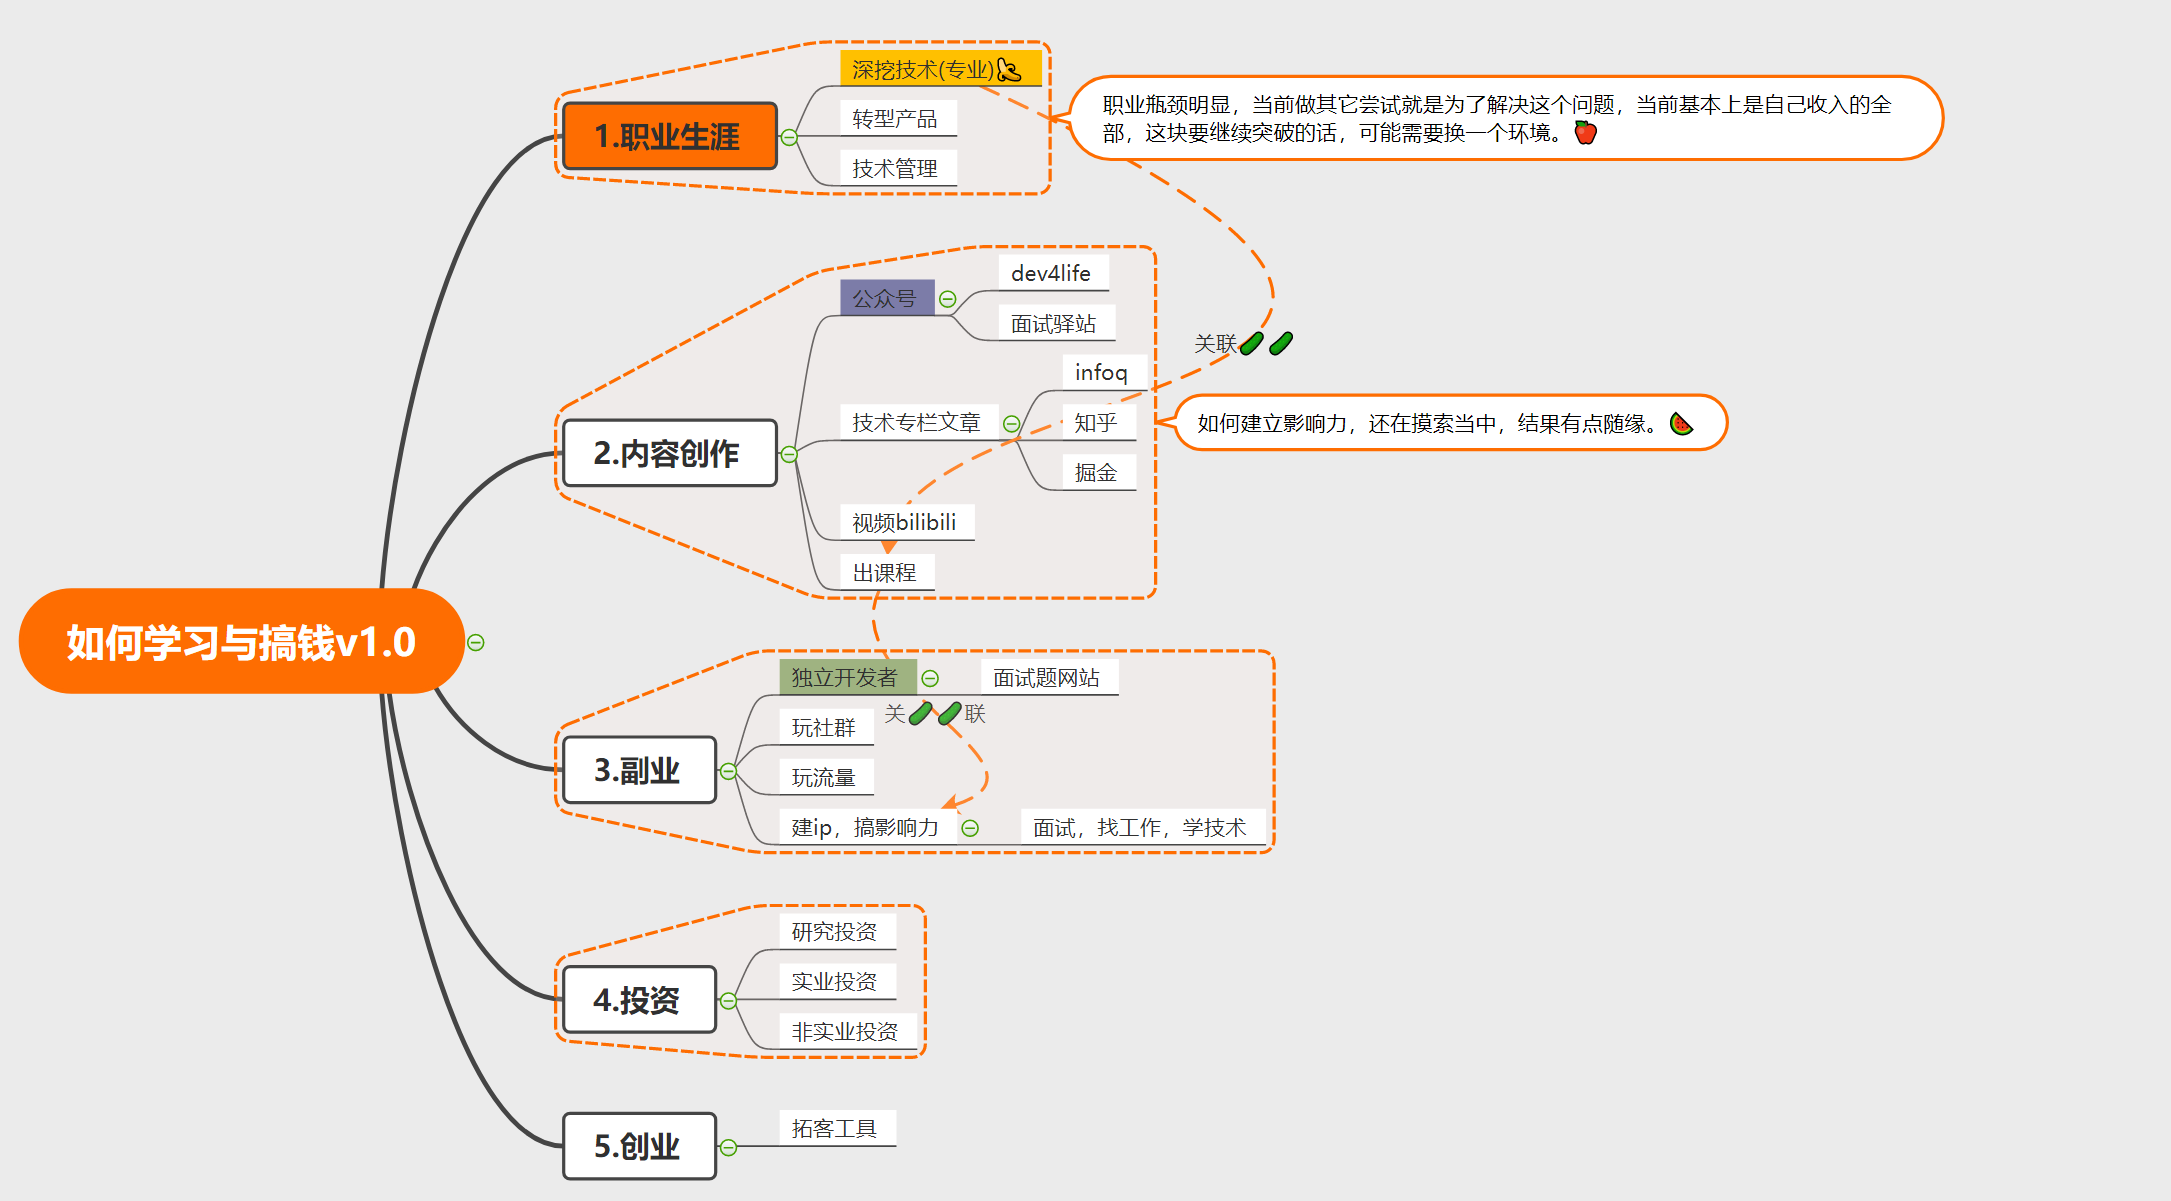 如何学习与搞钱v1.0
1.职业生涯
深挖技术(专业)
转型产品
技术管理
职业瓶颈明显，当前做其它尝试就是为了解决这个问题，当前基本上是自己收入的全
部，这块要继续突破的话，可能需要换一个环境。
2.内容创作
公众号
dev4life
面试驿站
技术专栏文章
infoq
知乎
掘金
视频bilibili
出课程
关联
如何建立影响力，还在摸索当中，结果有点随缘。
3.副业
独立开发者
面试题网站
关联
玩社群
玩流量
建ip，搞影响力
面试，找工作，学技术
4.投资
研究投资
实业投资
非实业投资
5.创业
拓客工具